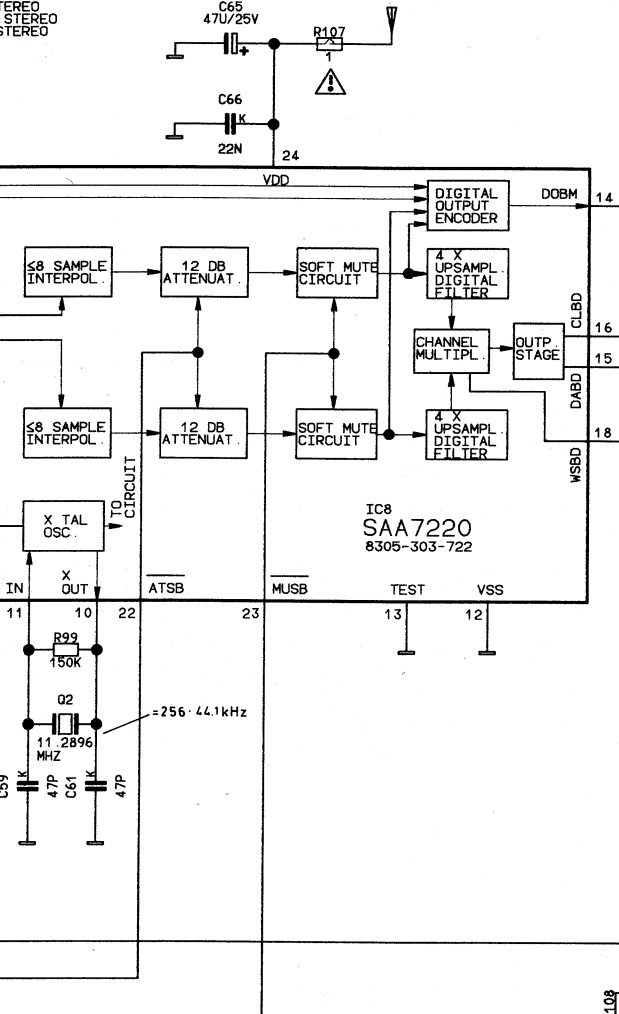 TEREO
STEREO
STEREO
C65
47U/25V
+
R107
1
C66
K
22N
24
VDD
DIGITAL
OUTPUT
ENCODER
DOBM
14
≤8 SAMPLE
INTERPOL.
12 DB
ATTENUAT.
SOFT MUTE
CIRCUIT
4 X
UPSAMPL.
DIGITAL
FILTER
CHANNEL
MULTIPL.
OUTP.
STAGE
CLBD
16
15
DABD
≤8 SAMPLE
INTERPOL.
12 DB
ATTENUAT.
SOFT MUTE
CIRCUIT
4 X
UPSAMPL.
DIGITAL
FILTER
18
WSBD
X TAL
OSC.
TO
CIRCUIT
IC8
SAA7220
8305-303-722
IN
X
OUT
ATSB
MUSB
TEST
VSS
11
10
22
23
13
12
R99
150K
Q2
11.2896
MHZ
=256·44.1kHz
C59
K
47P
C61
K
47P
108